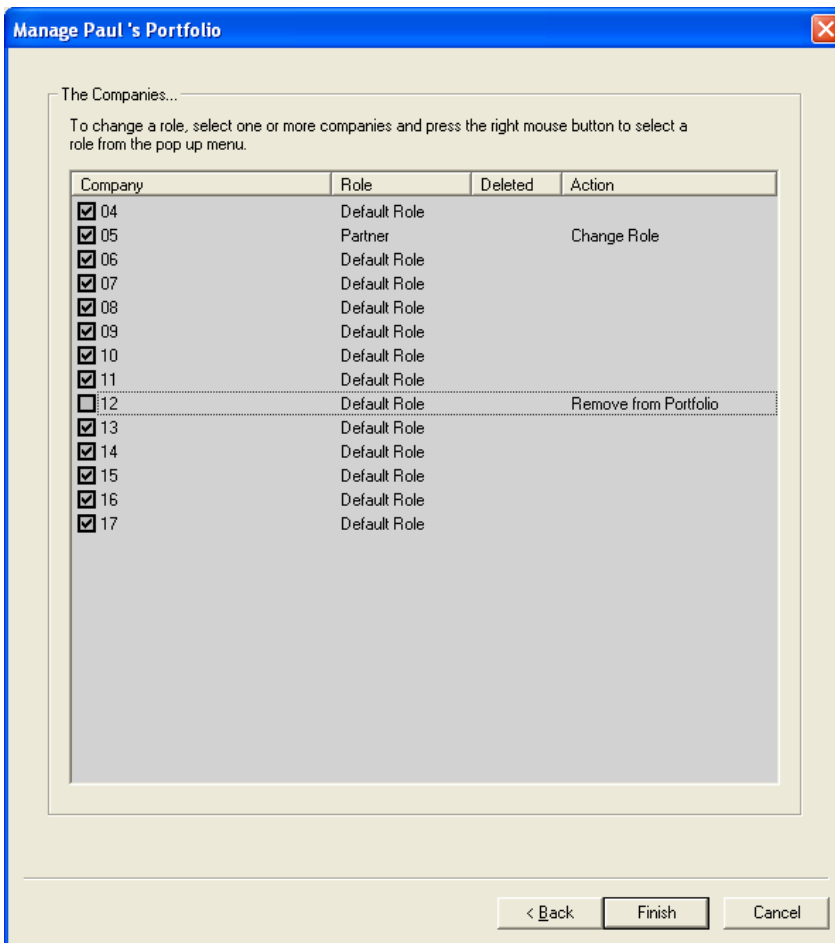 Manage Paul 's Portfolio
The Companies...
To change a role, select one or more companies and press the right mouse button to select a
role from the pop up menu.
Company Role Deleted Action
04 Default Role
05 Partner Change Role
06 Default Role
07 Default Role
08 Default Role
09 Default Role
10 Default Role
11 Default Role
12 Default Role Remove from Portfolio
13 Default Role
14 Default Role
15 Default Role
16 Default Role
17 Default Role
< Back Finish Cancel